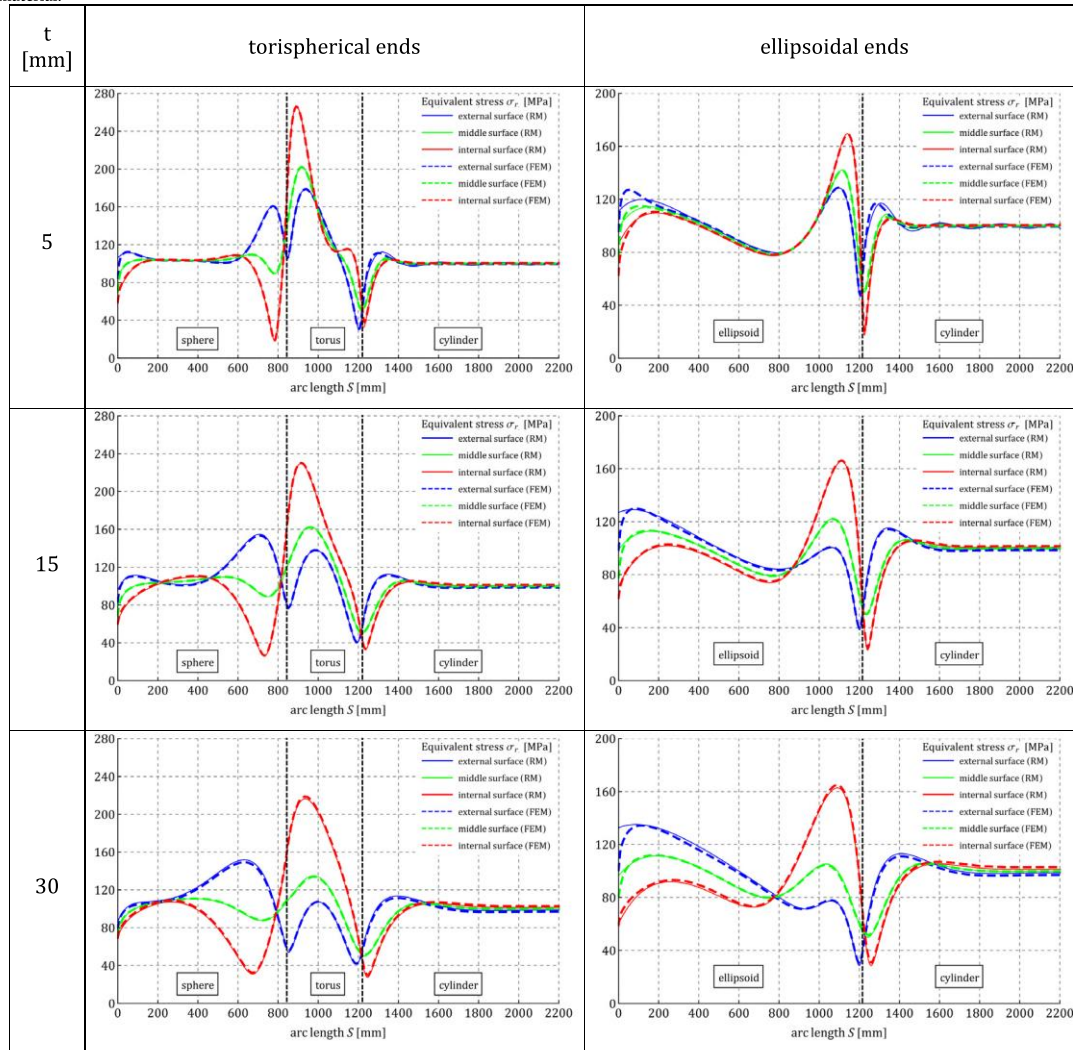 t
[mm]
torispherical ends
ellipsoidal ends
5
280
240
200
160
120
80
40
0
Equivalent stress σr [MPa]
external surface (RM)
middle surface (RM)
internal surface (RM)
external surface (FEM)
middle surface (FEM)
internal surface (FEM)
sphere
torus
cylinder
0 200 400 600 800 1000 1200 1400 1600 1800 2000 2200
arc length S [mm]
200
160
120
80
40
0
Equivalent stress σr [MPa]
external surface (RM)
middle surface (RM)
internal surface (RM)
external surface (FEM)
middle surface (FEM)
internal surface (FEM)
ellipsoid
cylinder
0 200 400 600 800 1000 1200 1400 1600 1800 2000 2200
arc length S [mm]
15
280
240
200
160
120
80
40
0
Equivalent stress σr [MPa]
external surface (RM)
middle surface (RM)
internal surface (RM)
external surface (FEM)
middle surface (FEM)
internal surface (FEM)
sphere
torus
cylinder
0 200 400 600 800 1000 1200 1400 1600 1800 2000 2200
arc length S [mm]
200
160
120
80
40
0
Equivalent stress σr [MPa]
external surface (RM)
middle surface (RM)
internal surface (RM)
external surface (FEM)
middle surface (FEM)
internal surface (FEM)
ellipsoid
cylinder
0 200 400 600 800 1000 1200 1400 1600 1800 2000 2200
arc length S [mm]
30
280
240
200
160
120
80
40
0
Equivalent stress σr [MPa]
external surface (RM)
middle surface (RM)
internal surface (RM)
external surface (FEM)
middle surface (FEM)
internal surface (FEM)
sphere
torus
cylinder
0 200 400 600 800 1000 1200 1400 1600 1800 2000 2200
arc length S [mm]
200
160
120
80
40
0
Equivalent stress σr [MPa]
external surface (RM)
middle surface (RM)
internal surface (RM)
external surface (FEM)
middle surface (FEM)
internal surface (FEM)
ellipsoid
cylinder
0 200 400 600 800 1000 1200 1400 1600 1800 2000 2200
arc length S [mm]